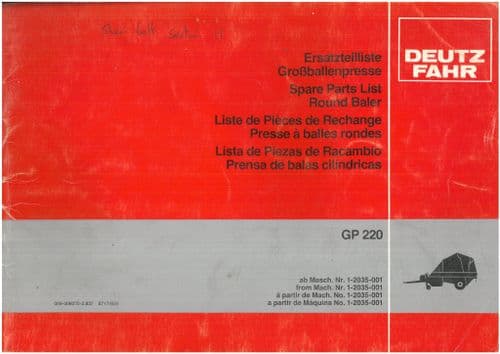 DEUTZ
FAHR
Ersatzteilliste
Großballenpresse
Spare Parts List
Round Baler
Liste de Pièces de Rechange
Presse à balles rondes
Lista de Piezas de Racambio
Prensa de balas cilíndricas
GP 220
ab Masch. Nr. 1-2035-001
from Mach. Nr. 1-2035-001
à partir de Mach. No. 1-2035-001
a partir de Máquina No. 1-2035-001